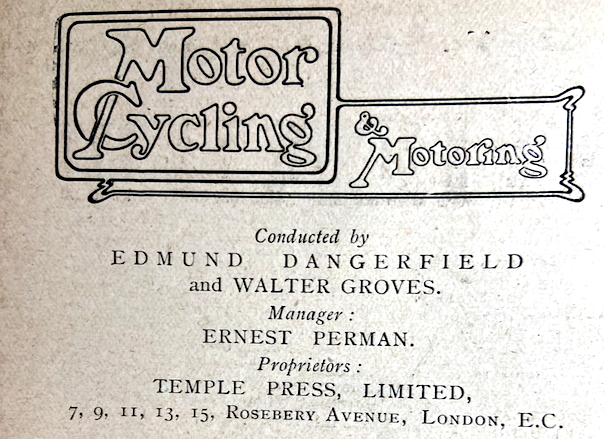 Motor
Cycling
& Motoring
Conducted by
EDMUND DANGERFIELD
and WALTER GROVES.
Manager :
ERNEST PERMAN.
Proprietors :
TEMPLE PRESS, LIMITED,
7, 9, 11, 13, 15, ROSEBERY AVENUE, LONDON, E.C.